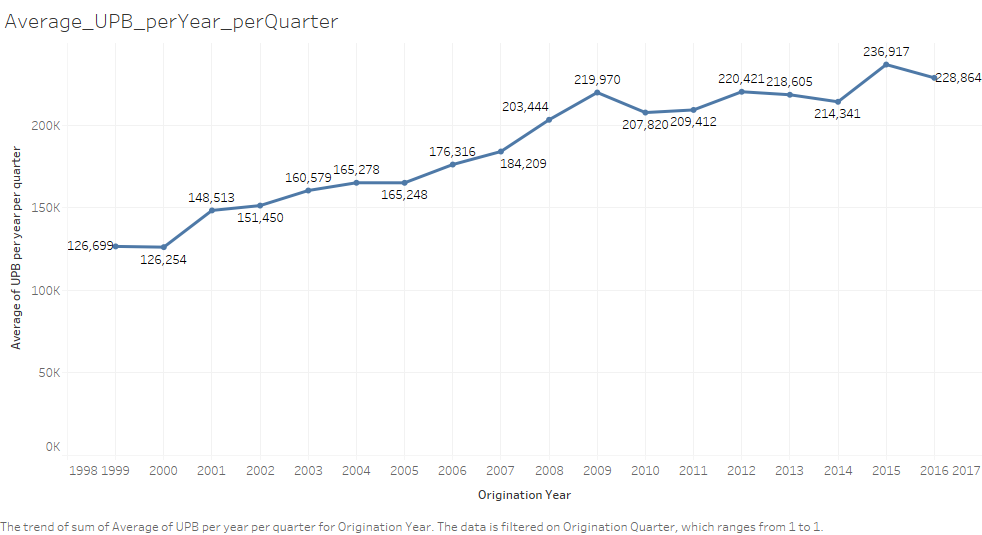 Average_UPB_perYear_perQuarter
236,917
228,864
219,970
220,421
218,605
214,341
203,444
207,820
209,412
200K
176,316
184,209
160,579
165,278
165,248
148,513
151,450
150K
126,699
126,254
100K
50K
0K
Average of UPB per year per quarter
1998 1999 2000 2001 2002 2003 2004 2005 2006 2007 2008 2009 2010 2011 2012 2013 2014 2015 2016 2017
Origination Year
The trend of sum of Average of UPB per year per quarter for Origination Year. The data is filtered on Origination Quarter, which ranges from 1 to 1.